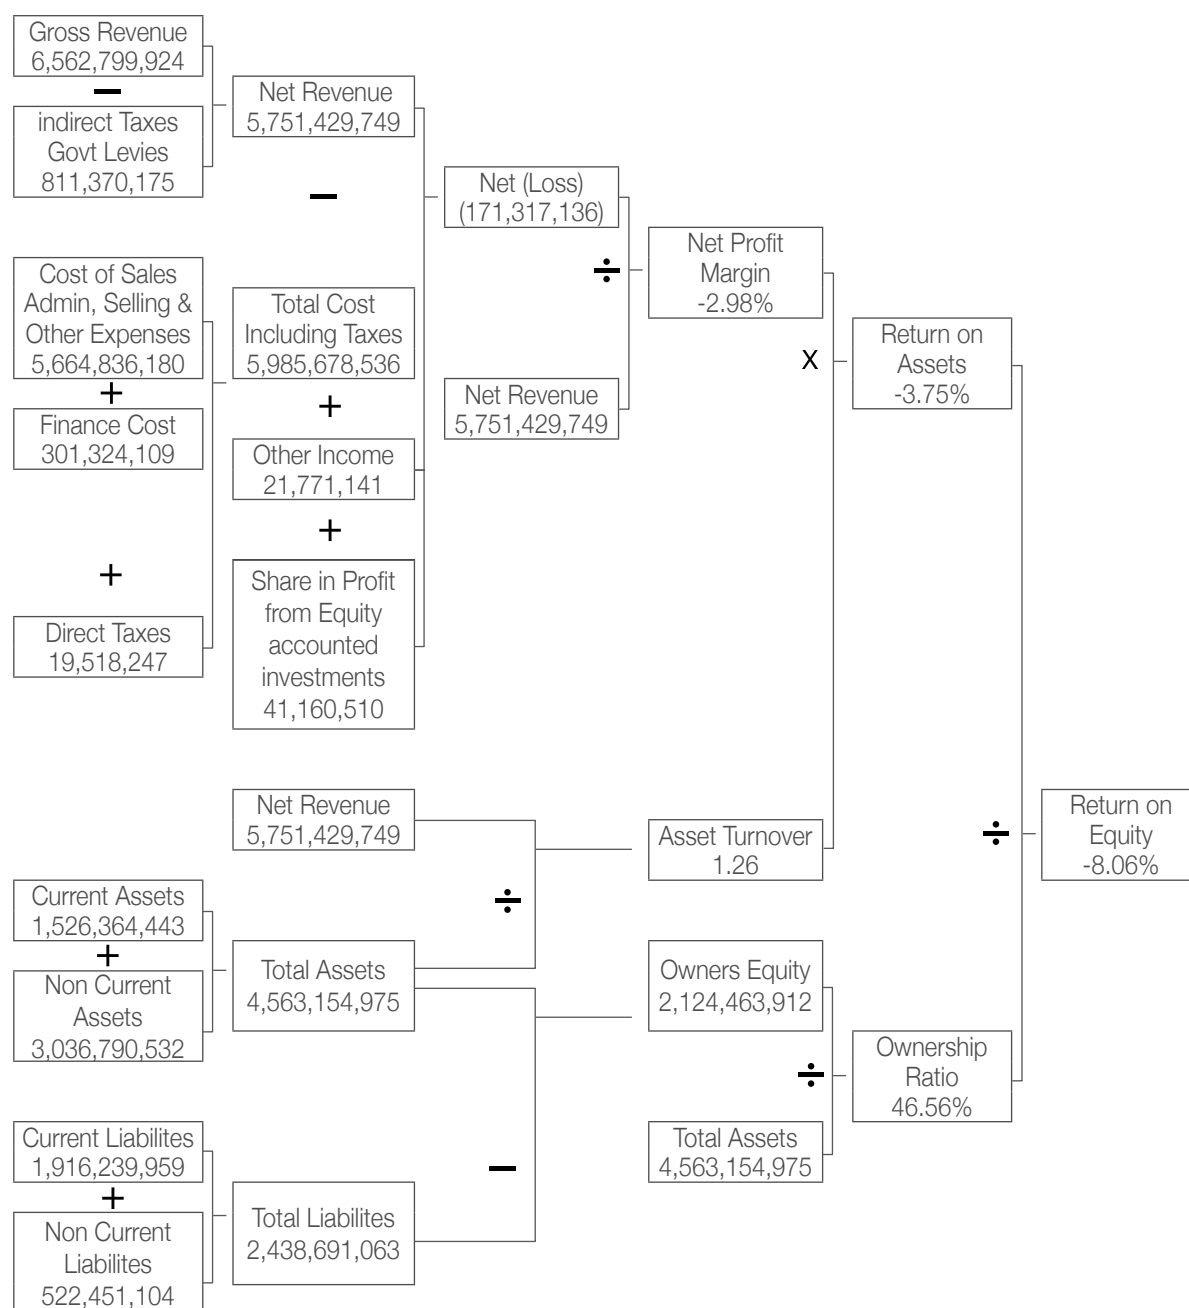 Gross Revenue
6,562,799,924
−
indirect Taxes
Govt Levies
811,370,175
Net Revenue
5,751,429,749
−
Cost of Sales
Admin, Selling &
Other Expenses
5,664,836,180
+
Finance Cost
301,324,109
+
Direct Taxes
19,518,247
Total Cost
Including Taxes
5,985,678,536
+
Other Income
21,771,141
+
Share in Profit
from Equity
accounted
investments
41,160,510
Net (Loss)
(171,317,136)
÷
Net Revenue
5,751,429,749
Net Profit
Margin
-2.98%
X
Return on
Assets
-3.75%
Net Revenue
5,751,429,749
÷
Current Assets
1,526,364,443
+
Non Current
Assets
3,036,790,532
Total Assets
4,563,154,975
Asset Turnover
1.26
÷
Return on
Equity
-8.06%
Owners Equity
2,124,463,912
÷
Total Assets
4,563,154,975
Ownership
Ratio
46.56%
−
Current Liabilites
1,916,239,959
+
Non Current
Liabilites
522,451,104
Total Liabilites
2,438,691,063